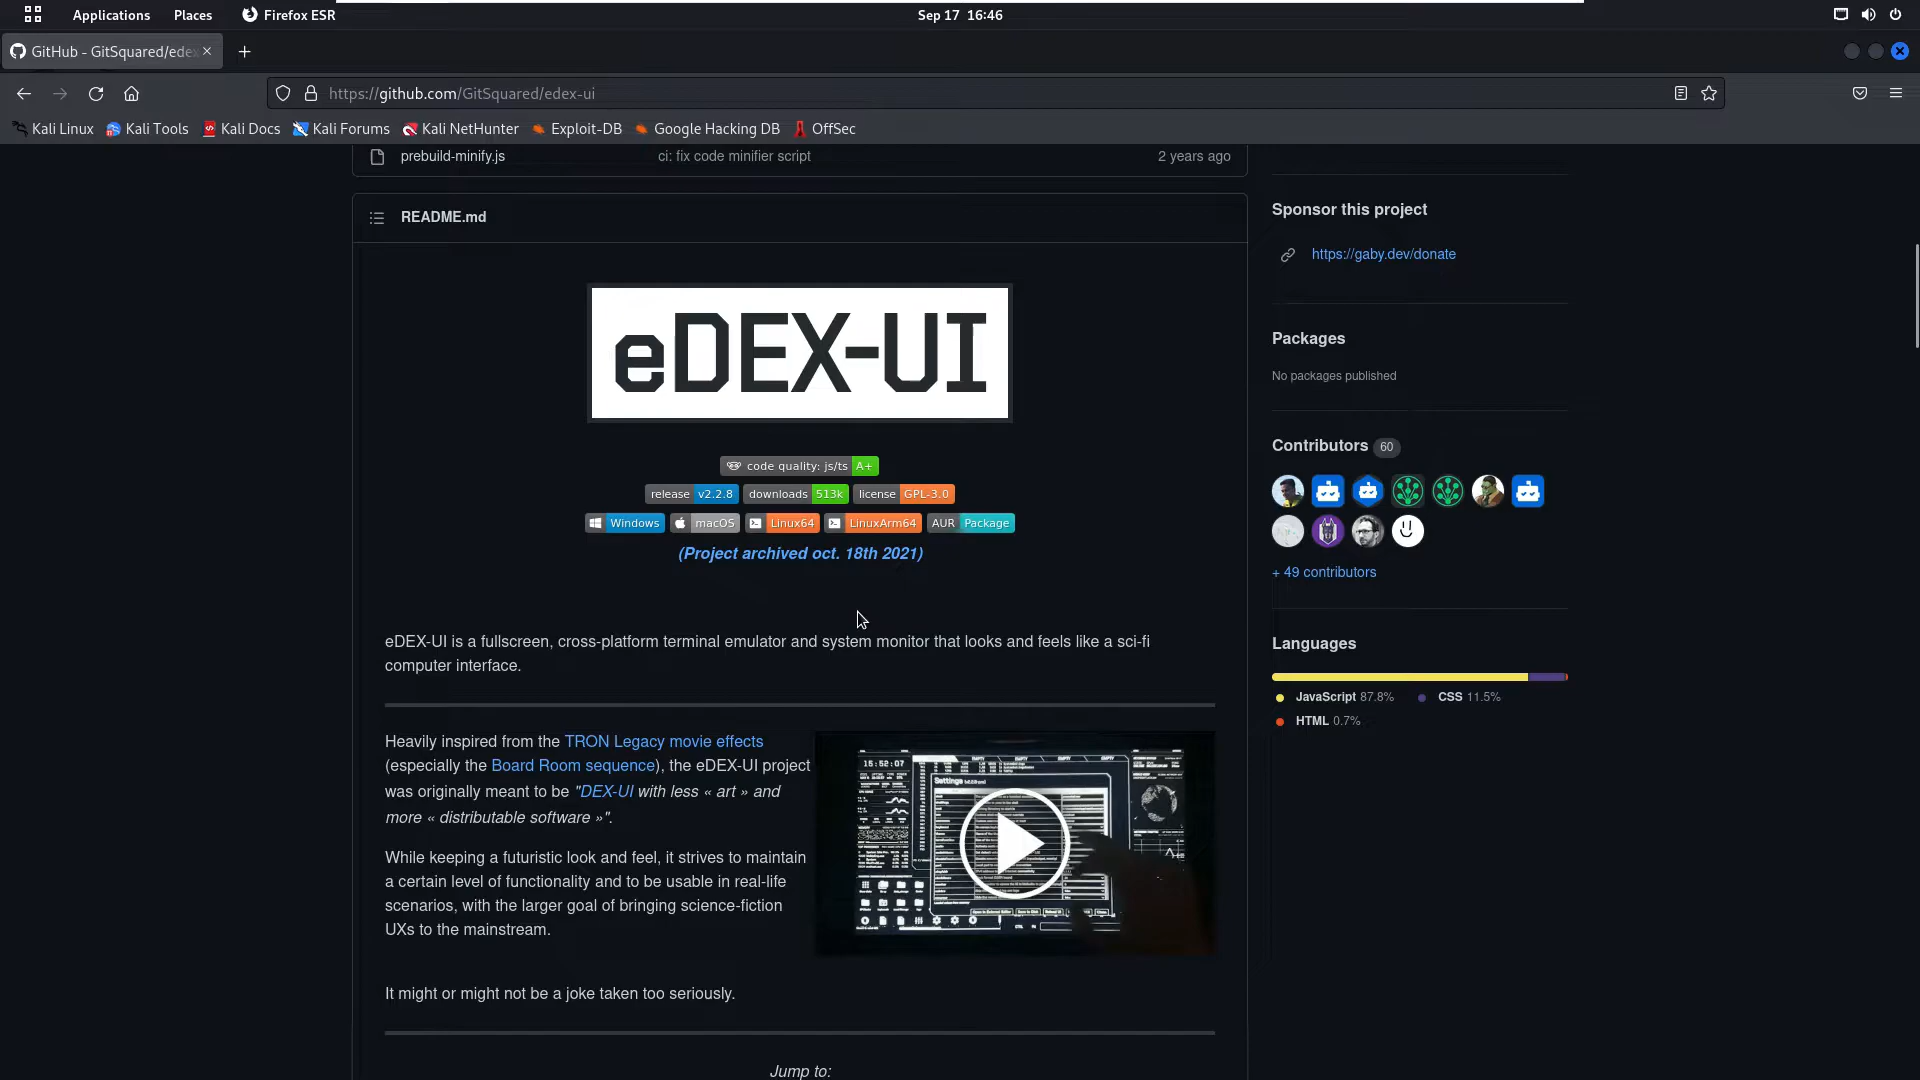 Applications Places Firefox ESR Sep 17 16:46
GitHub - GitSquared/edex
https://github.com/GitSquared/edex-ui
Kali Linux Kali Tools Kali Docs Kali Forums Kali NetHunter Exploit-DB Google Hacking DB OffSec
prebuild-minify.js ci: fix code minifier script 2 years ago
README.md
eDEX-UI
code quality: js/ts A+
release v2.2.8 downloads 513k license GPL-3.0
Windows macOS Linux64 LinuxArm64 AUR Package
(Project archived oct. 18th 2021)
eDEX-UI is a fullscreen, cross-platform terminal emulator and system monitor that looks and feels like a sci-fi
computer interface.
Heavily inspired from the TRON Legacy movie effects
(especially the Board Room sequence), the eDEX-UI project
was originally meant to be "DEX-UI with less « art » and
more « distributable software »".
While keeping a futuristic look and feel, it strives to maintain
a certain level of functionality and to be usable in real-life
scenarios, with the larger goal of bringing science-fiction
UXs to the mainstream.
15:52:07
EMPTY EMPTY EMPTY
Settings
It might or might not be a joke taken too seriously.
Jump to:
Sponsor this project
https://gaby.dev/donate
Packages
No packages published
Contributors 60
+ 49 contributors
Languages
JavaScript 87.8% CSS 11.5%
HTML 0.7%